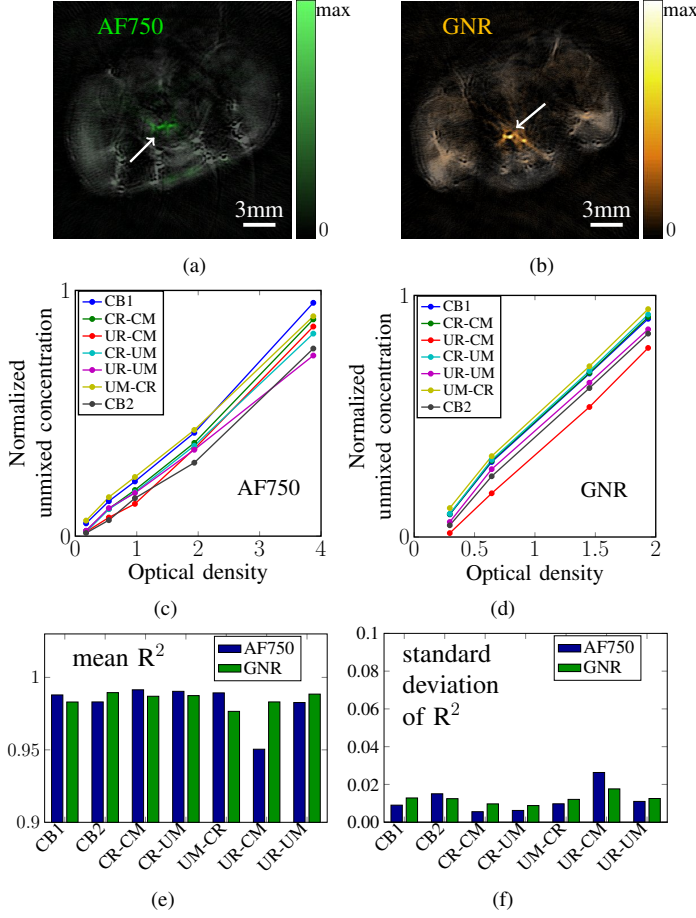 AF750
max
0
3mm
(a)
GNR
max
0
3mm
(b)
Normalized
unmixed concentration
1
0
CB1
CR-CM
UR-CM
CR-UM
UR-UM
UM-CR
CB2
AF750
0 1 2 3 4
Optical density
(c)
Normalized
unmixed concentration
1
0
CB1
CR-CM
UR-CM
CR-UM
UR-UM
UM-CR
CB2
GNR
0 0.5 1 1.5 2
Optical density
(d)
mean R²
AF750
GNR
1
0.95
0.9
CB1 CB2 CR-CM CR-UM UM-CR UR-CM UR-UM
(e)
standard
deviation
of R²
AF750
GNR
0.1
0.08
0.06
0.04
0.02
0.00
CB1 CB2 CR-CM CR-UM UM-CR UR-CM UR-UM
(f)